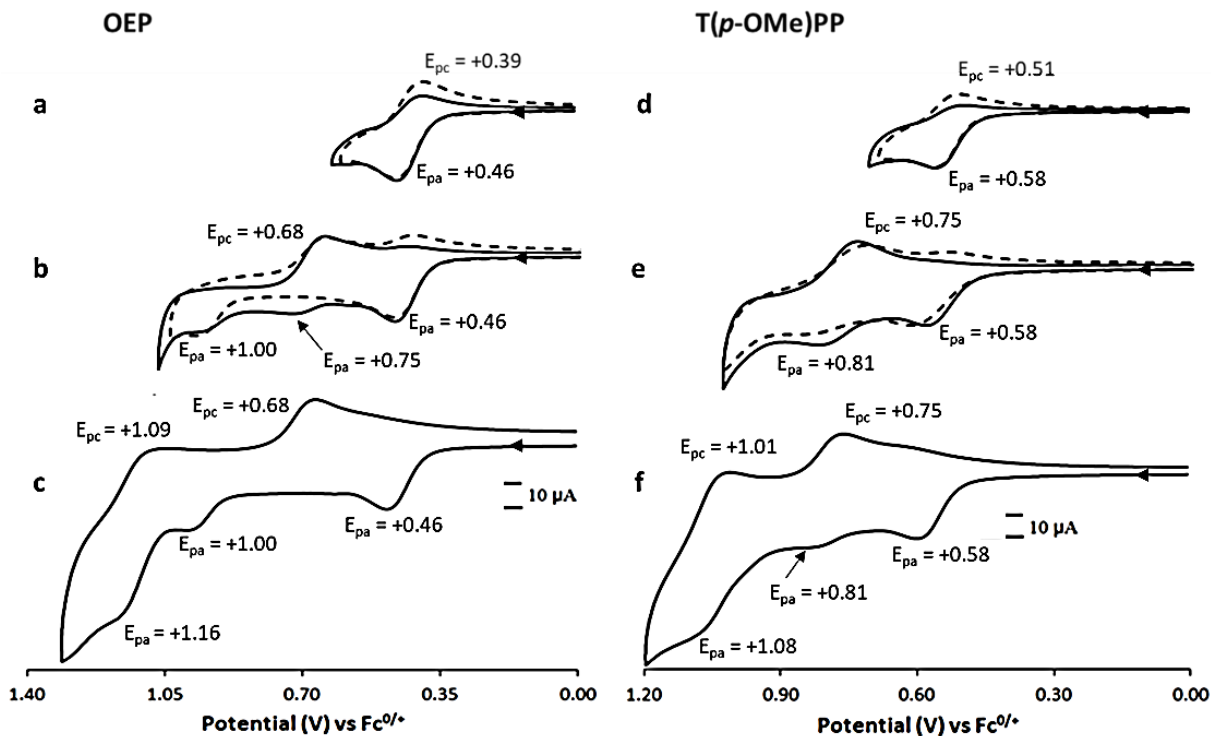 OEP
a
E_pc = +0.39
E_pa = +0.46
b
E_pc = +0.68
E_pa = +0.46
E_pa = +1.00
E_pa = +0.75
c
E_pc = +0.68
E_pc = +1.09
10 µA
E_pa = +0.46
E_pa = +1.00
E_pa = +1.16
1.40 1.05 0.70 0.35 0.00
Potential (V) vs Fc⁰/⁺
T(p-OMe)PP
d
E_pc = +0.51
E_pa = +0.58
e
E_pc = +0.75
E_pa = +0.58
E_pa = +0.81
f
E_pc = +0.75
E_pc = +1.01
10 µA
E_pa = +0.58
E_pa = +0.81
E_pa = +1.08
1.20 0.90 0.60 0.30 0.00
Potential (V) vs Fc⁰/⁺